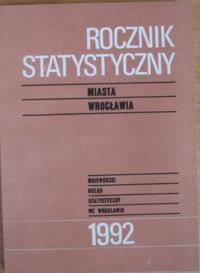 ROCZNIK
STATYSTYCZNY
MIASTA
WROCŁAWIA
WOJEWÓDZKI
URZĄD
STATYSTYCZNY
WE WROCŁAWIU
1992